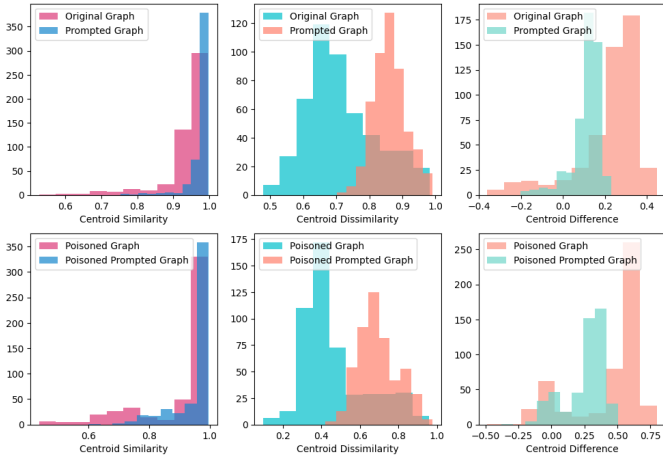 Original Graph
Prompted Graph
350
300
250
200
150
100
50
0
0.6 0.7 0.8 0.9 1.0
Centroid Similarity
Original Graph
Prompted Graph
120
100
80
60
40
20
0
0.5 0.6 0.7 0.8 0.9 1.0
Centroid Dissimilarity
Original Graph
Prompted Graph
175
150
125
100
75
50
25
0
−0.4 −0.2 0.0 0.2 0.4
Centroid Difference
Poisoned Graph
Poisoned Prompted Graph
350
300
250
200
150
100
50
0
0.6 0.8 1.0
Centroid Similarity
Poisoned Graph
Poisoned Prompted Graph
175
150
125
100
75
50
25
0
0.2 0.4 0.6 0.8 1.0
Centroid Dissimilarity
Poisoned Graph
Poisoned Prompted Graph
250
200
150
100
50
0
−0.50 −0.25 0.00 0.25 0.50 0.75
Centroid Difference